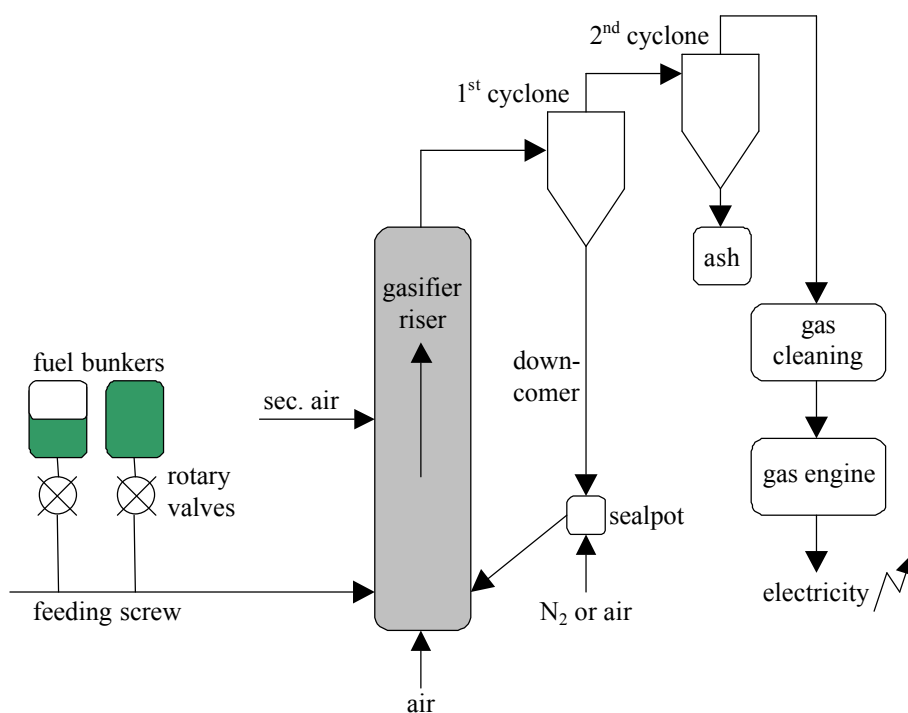 2nd cyclone
1st cyclone
ash
gasifier
riser
gas
cleaning
fuel bunkers
down-
comer
sec. air
rotary
valves
gas engine
sealpot
electricity
feeding screw
N2 or air
air